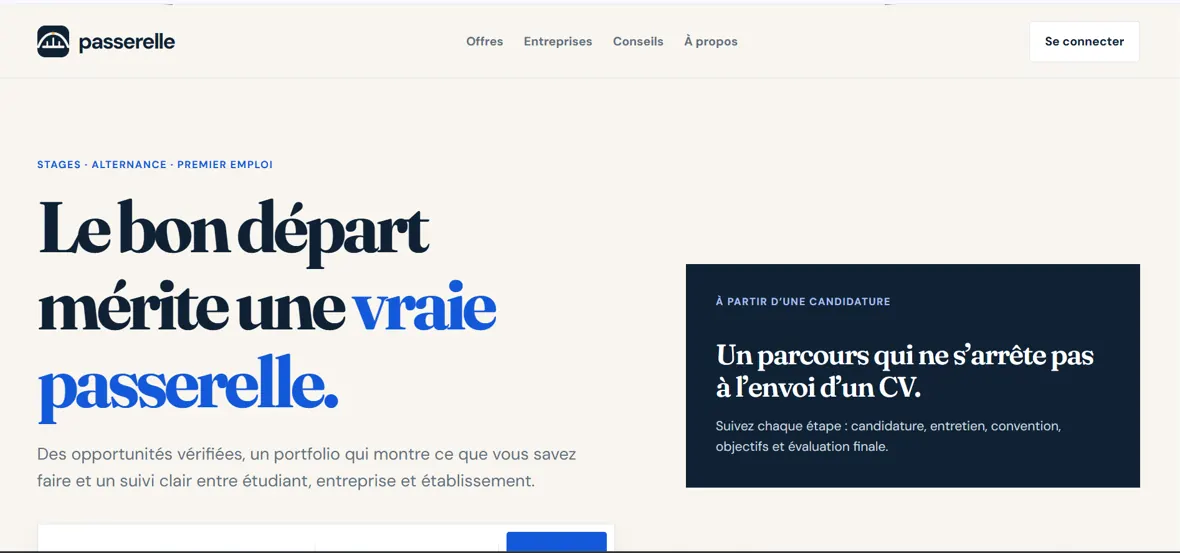 passerelle
Offres
Entreprises
Conseils
À propos
Se connecter
STAGES · ALTERNANCE · PREMIER EMPLOI
Le bon départ
mérite une vraie
passerelle.
Des opportunités vérifiées, un portfolio qui montre ce que vous savez
faire et un suivi clair entre étudiant, entreprise et établissement.
À PARTIR D’UNE CANDIDATURE
Un parcours qui ne s’arrête pas
à l’envoi d’un CV.
Suivez chaque étape : candidature, entretien, convention,
objectifs et évaluation finale.